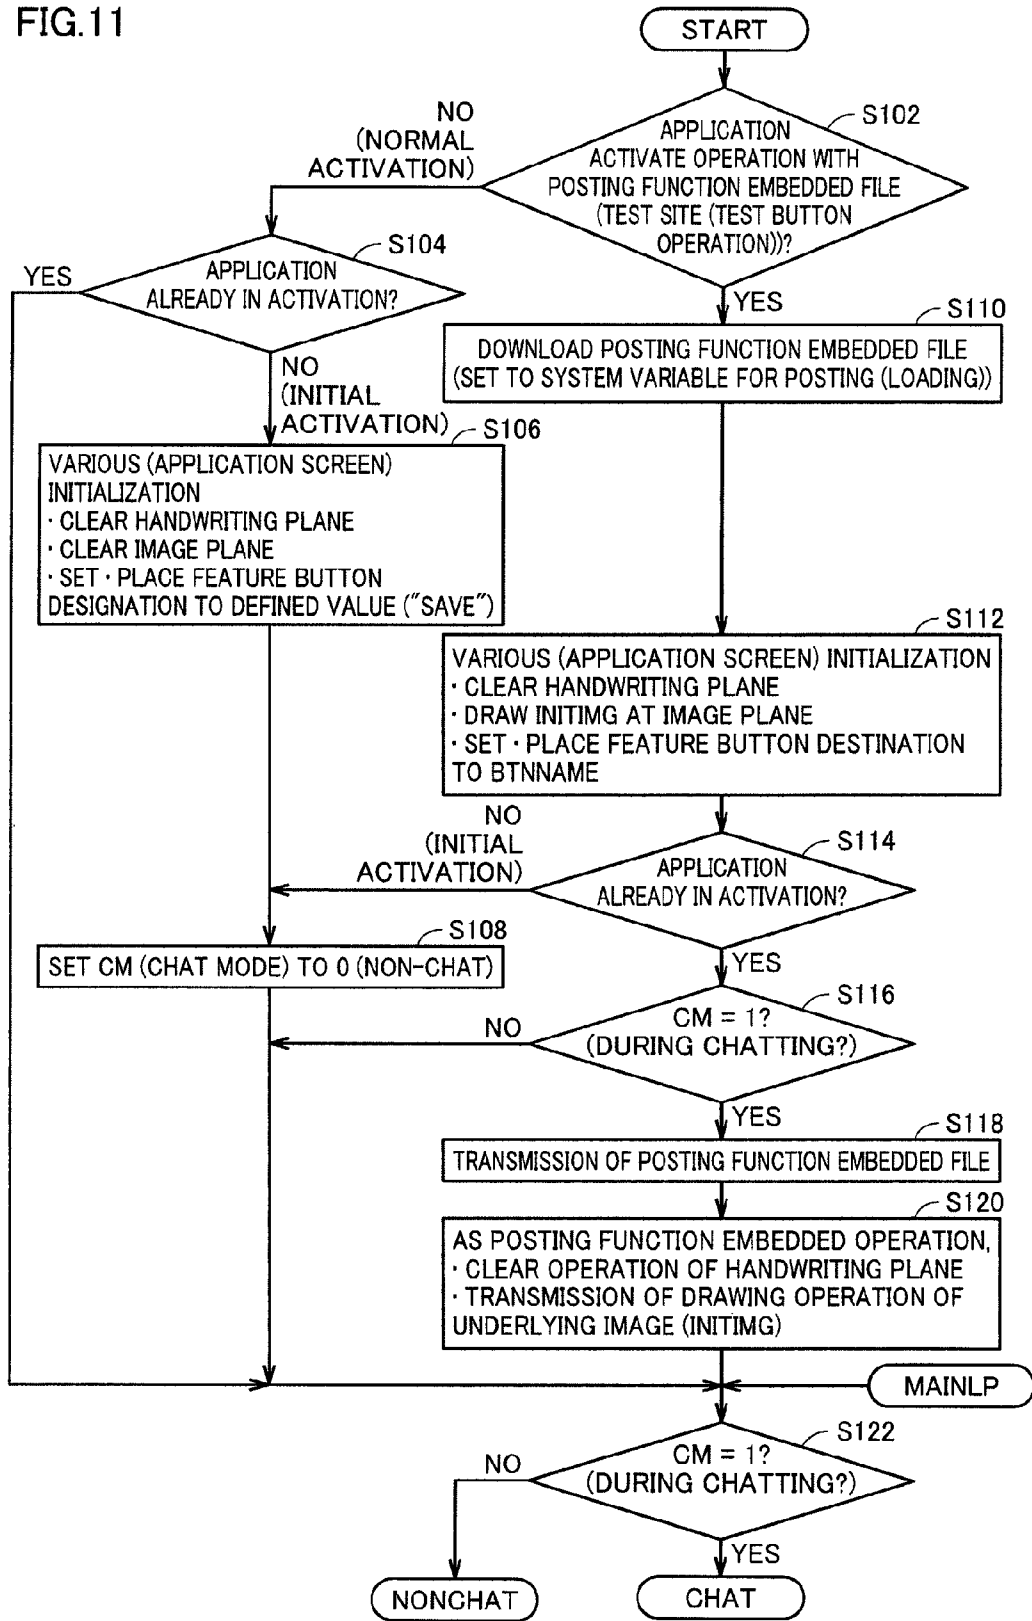 FIG.11
START
S102
APPLICATION
ACTIVATE OPERATION WITH
POSTING FUNCTION EMBEDDED FILE
(TEST SITE (TEST BUTTON
OPERATION))?
NO
(NORMAL
ACTIVATION)
YES
S104
APPLICATION
ALREADY IN ACTIVATION?
YES
NO
(INITIAL
ACTIVATION)
S110
DOWNLOAD POSTING FUNCTION EMBEDDED FILE
(SET TO SYSTEM VARIABLE FOR POSTING (LOADING))
S106
VARIOUS (APPLICATION SCREEN)
INITIALIZATION
· CLEAR HANDWRITING PLANE
· CLEAR IMAGE PLANE
· SET · PLACE FEATURE BUTTON
DESIGNATION TO DEFINED VALUE ("SAVE")
S112
VARIOUS (APPLICATION SCREEN) INITIALIZATION
· CLEAR HANDWRITING PLANE
· DRAW INITIMG AT IMAGE PLANE
· SET · PLACE FEATURE BUTTON DESTINATION
TO BTNNAME
NO
(INITIAL
ACTIVATION)
S114
APPLICATION
ALREADY IN ACTIVATION?
YES
S108
SET CM (CHAT MODE) TO 0 (NON-CHAT)
S116
CM = 1?
(DURING CHATTING?)
NO
YES
S118
TRANSMISSION OF POSTING FUNCTION EMBEDDED FILE
S120
AS POSTING FUNCTION EMBEDDED OPERATION,
· CLEAR OPERATION OF HANDWRITING PLANE
· TRANSMISSION OF DRAWING OPERATION OF
UNDERLYING IMAGE (INITIMG)
MAINLP
S122
CM = 1?
(DURING CHATTING?)
NO
YES
NONCHAT
CHAT